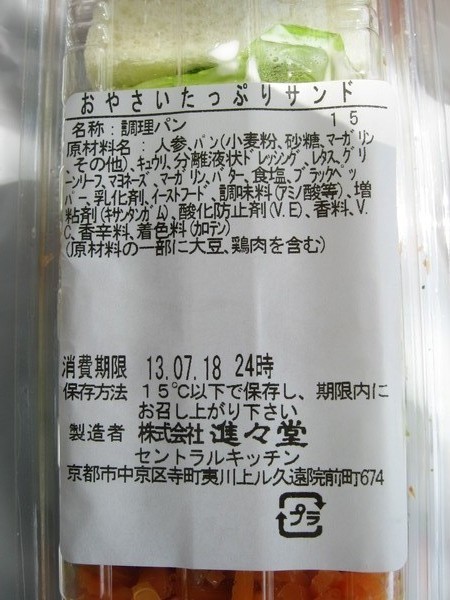 おやさいたっぷりサンド
15
名称：調理パン
原材料名：人参、パン(小麦粉、砂糖、マーガリン
その他)、キュウリ、分離液状ドレッシング、レタス、グリ
ーンリーフ、マヨネーズ、マーガリン、バター、食塩、ブラックペッ
パー、乳化剤、イーストフード、調味料(アミノ酸等)、増
粘剤(キサンタンガム)、酸化防止剤(V.E)、香料、V.
C、香辛料、着色料(カロテン)
(原材料の一部に大豆、鶏肉を含む)
消費期限 13.07.18 24時
保存方法 15℃以下で保存し、期限内に
お召し上がり下さい
製造者 株式会社 進々堂
セントラルキッチン
京都市中京区寺町夷川上ル久遠院前町674
プラ